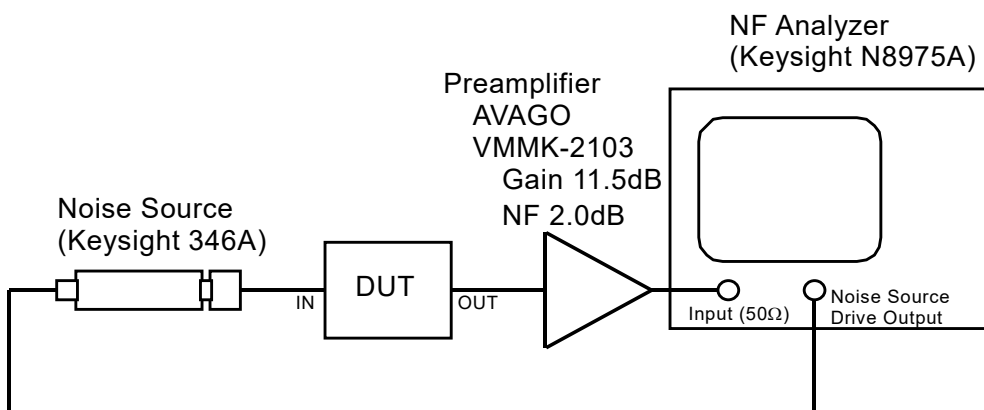 NF Analyzer
(Keysight N8975A)
Preamplifier
AVAGO
VMMK-2103
Gain 11.5dB
NF 2.0dB
Noise Source
(Keysight 346A)
IN
DUT
OUT
Input (50Ω)
Noise Source
Drive Output